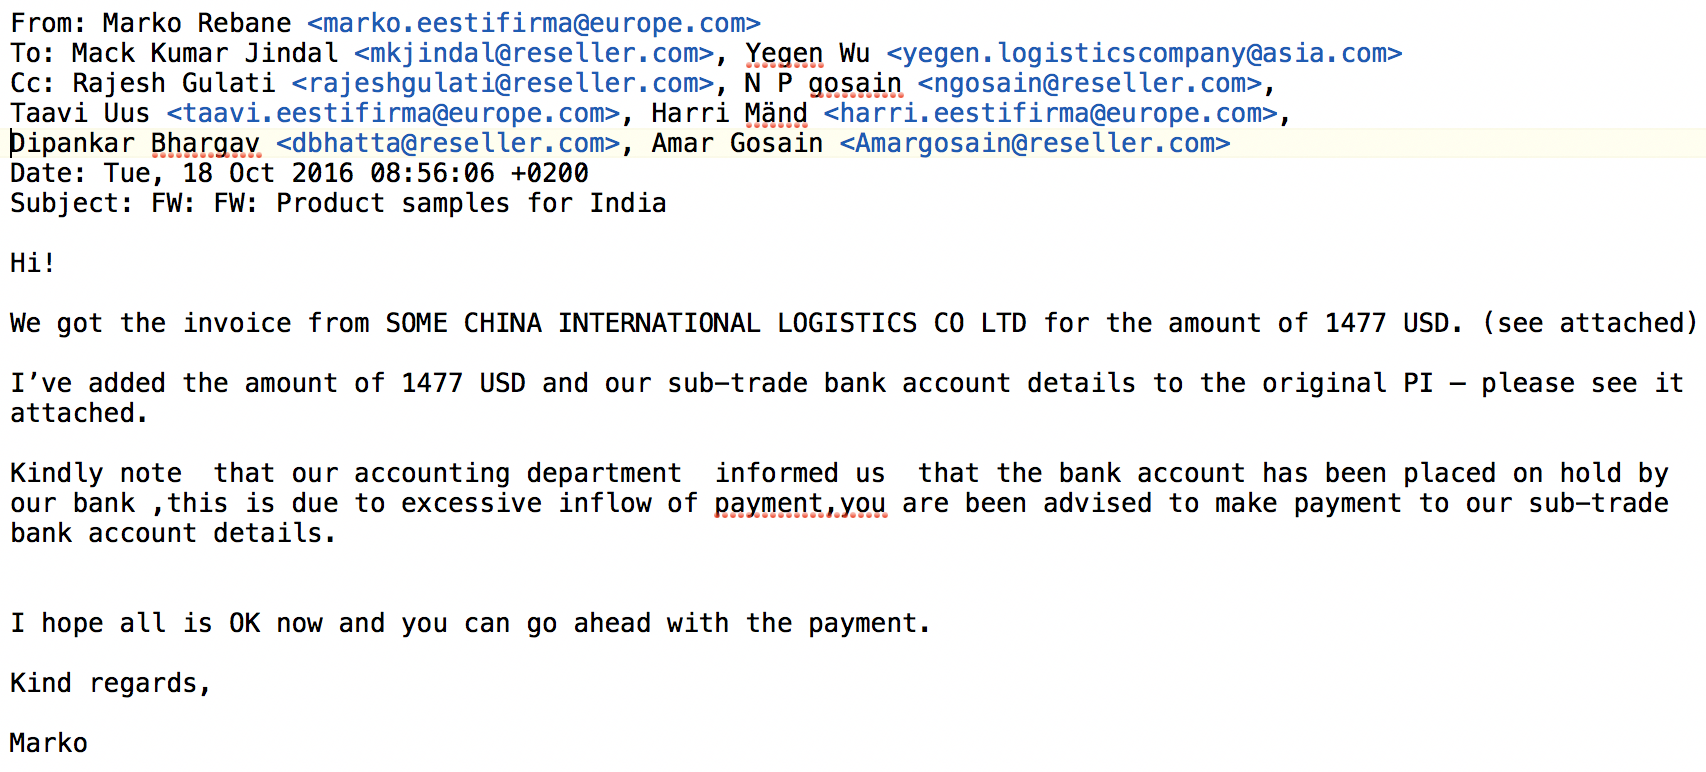 From: Marko Rebane <marko.eestifirma@europe.com>
To: Mack Kumar Jindal <mkjindal@reseller.com>, Yegen Wu <yegen.logisticscompany@asia.com>
Cc: Rajesh Gulati <rajeshgulati@reseller.com>, N P gosain <ngosain@reseller.com>,
Taavi Uus <taavi.eestifirma@europe.com>, Harri Mänd <harri.eestifirma@europe.com>,
Dipankar Bhargav <dbhatta@reseller.com>, Amar Gosain <Amargosain@reseller.com>
Date: Tue, 18 Oct 2016 08:56:06 +0200
Subject: FW: FW: Product samples for India
Hi!
We got the invoice from SOME CHINA INTERNATIONAL LOGISTICS CO LTD for the amount of 1477 USD. (see attached)
I’ve added the amount of 1477 USD and our sub-trade bank account details to the original PI – please see it
attached.
Kindly note  that our accounting department  informed us  that the bank account has been placed on hold by
our bank ,this is due to excessive inflow of payment,you are been advised to make payment to our sub-trade
bank account details.
I hope all is OK now and you can go ahead with the payment.
Kind regards,
Marko